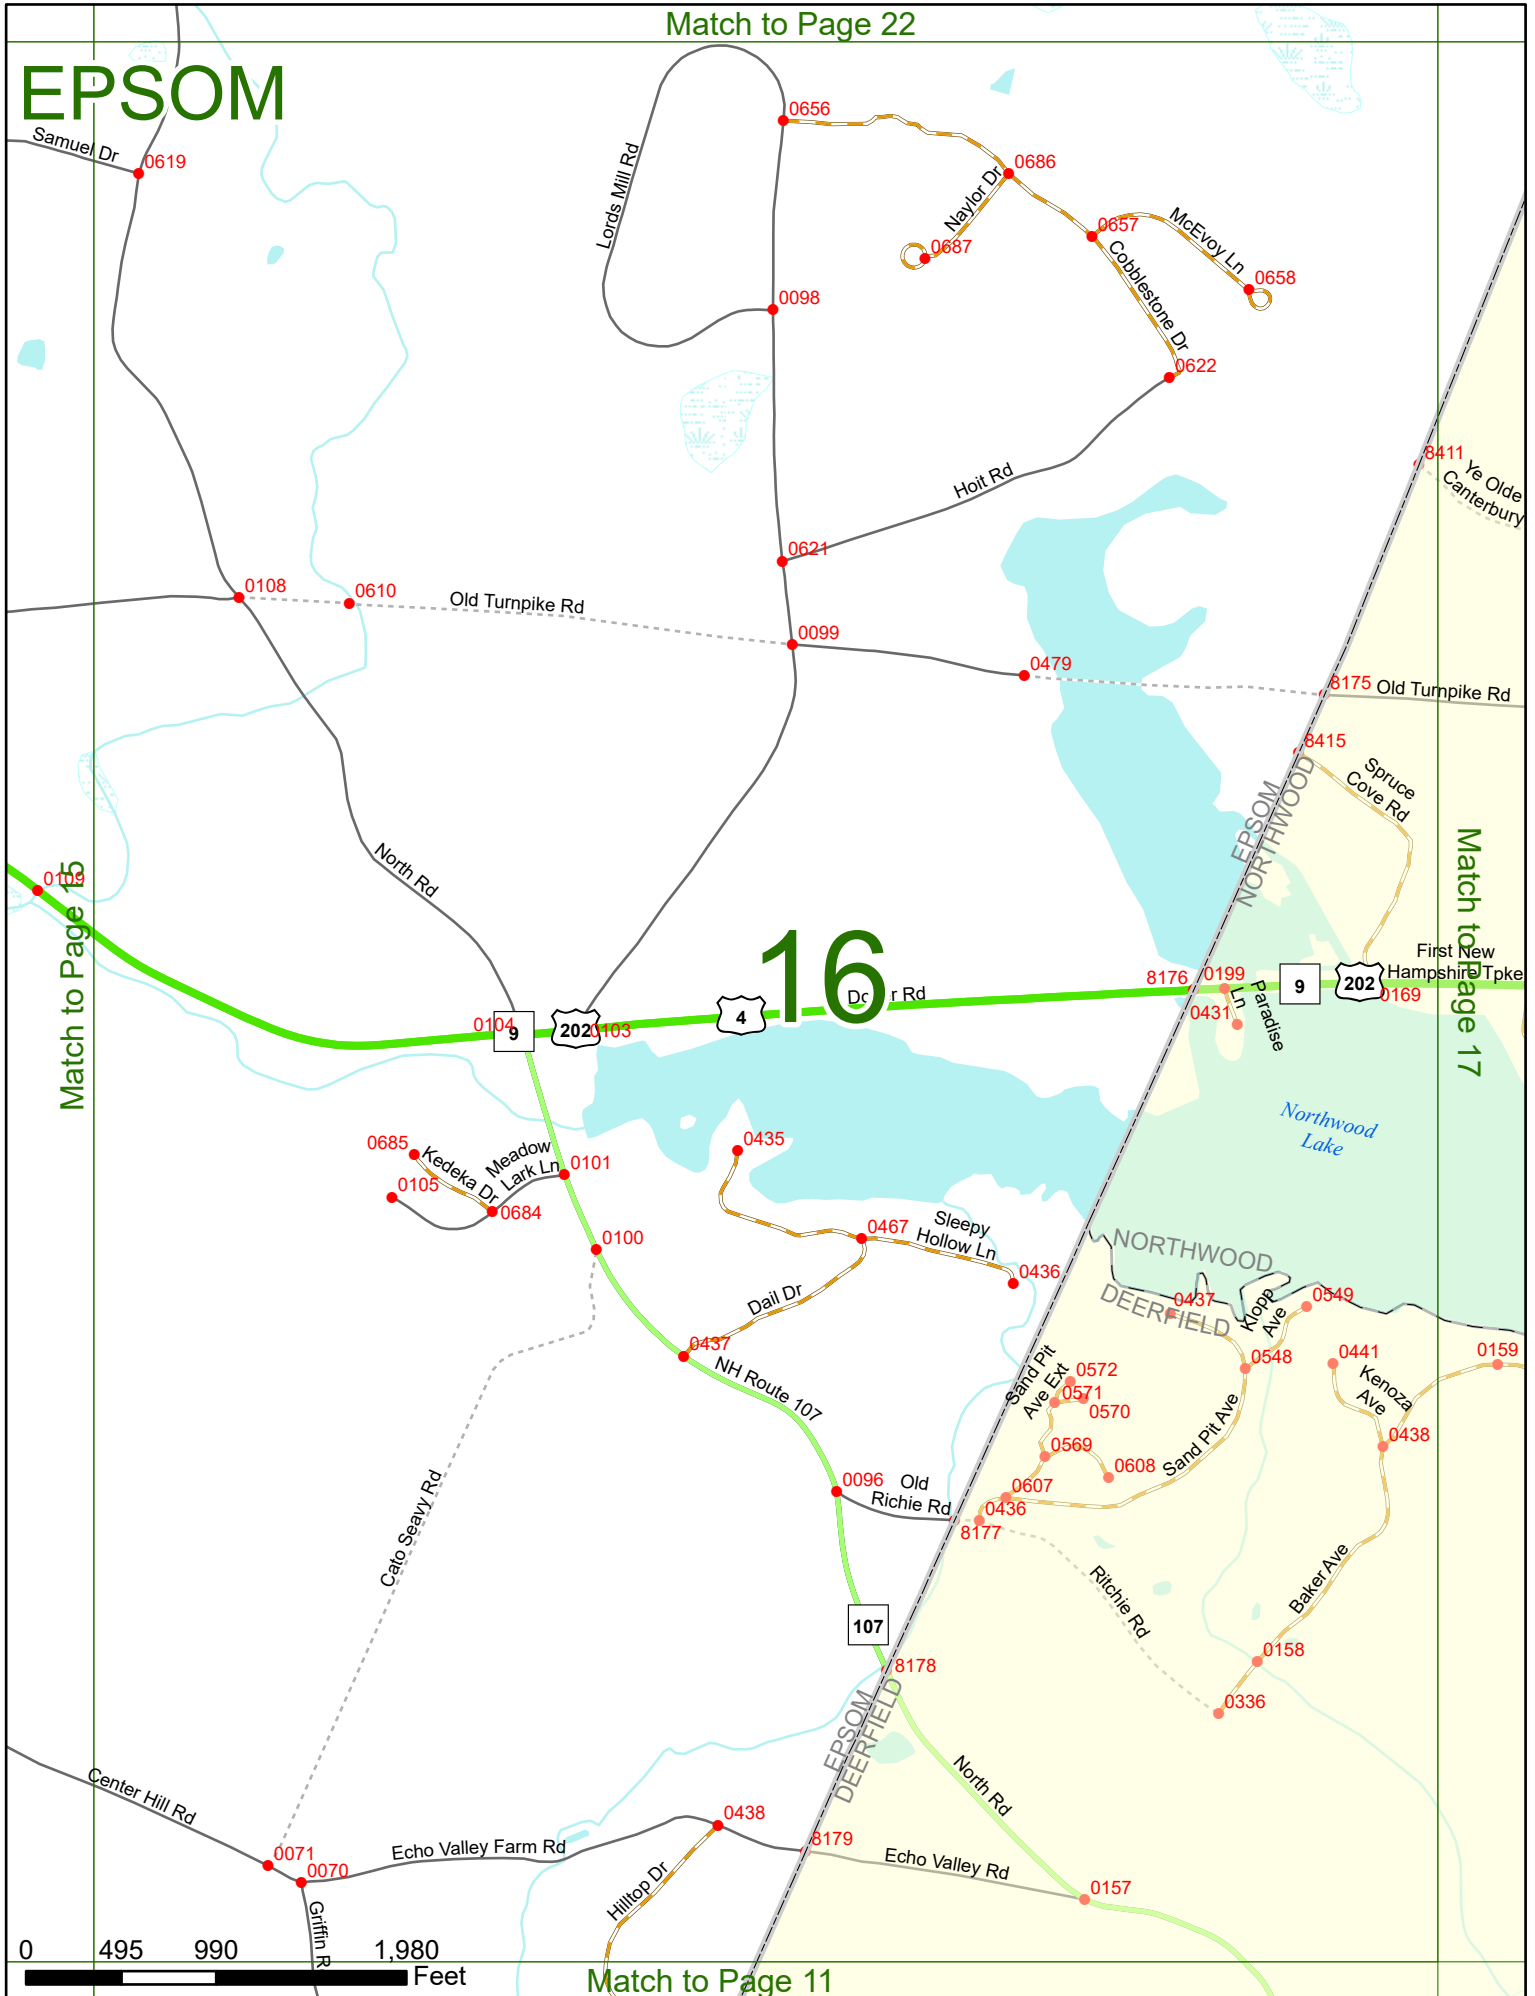 Match to Page 22
EPSOM
Samuel Dr
0619
0656
Lords Mill Rd
0686
Naylor Dr
0687
0657
McEvoy Ln
0658
Cobblestone Dr
0098
0622
8411
Ye Olde
Canterbury
Hoit Rd
0621
0108
0610
Old Turnpike Rd
0099
0479
8175
Old Turnpike Rd
8415
Spruce
Cove Rd
EPSOM
NORTHWOOD
North Rd
0109
Match to Page 15
Match to Page 17
16
First New
Hampshire Tpke
8176
0199
9
202
0169
Ln
Paradise
0431
0104
9
202
0103
4
Rd
Northwood
Lake
0685
Kedeka Dr
Meadow
Lark Ln
0101
0105
0684
0435
0100
0467
Sleepy
Hollow Ln
0436
NORTHWOOD
DEERFIELD
0437
Klopp
Ave
0549
Dail Dr
0437
NH Route 107
Sand Pit
Ave Ext
0572
0571
0570
0548
0441
Kenoza
Ave
0159
0438
0569
0608
Sand Pit Ave
0096
Old
Richie Rd
0607
0436
8177
Cato Seavy Rd
Ritchie Rd
Baker Ave
107
0158
0336
8178
EPSOM
DEERFIELD
North Rd
Center Hill Rd
0438
8179
Echo Valley Farm Rd
Echo Valley Rd
0071
0070
0157
Hilltop Dr
Griffin R
0 495 990 1,980
Feet
Match to Page 11